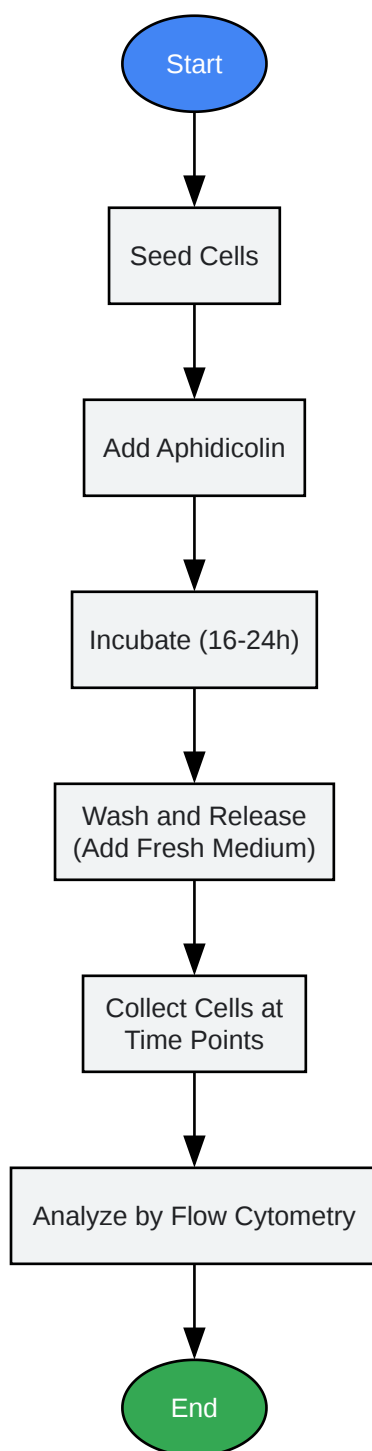 Start
Seed Cells
Add Aphidicolin
Incubate (16-24h)
Wash and Release
(Add Fresh Medium)
Collect Cells at
Time Points
Analyze by Flow Cytometry
End